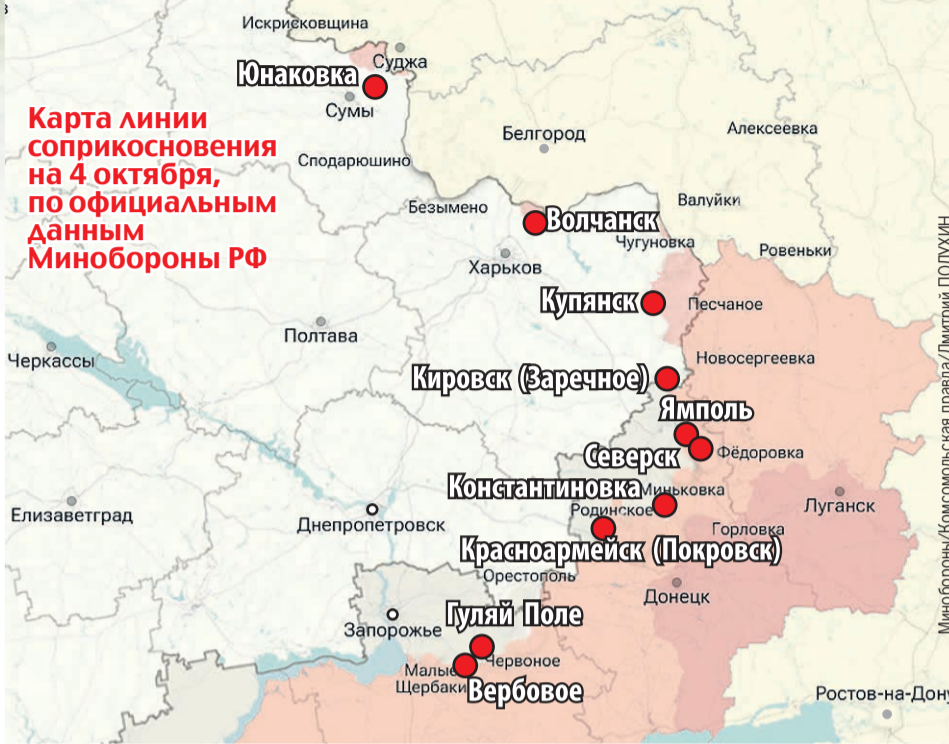 Искрисковщина
Суджа
Юнаковка
Сумы
Карта линии
соприкосновения
на 4 октября,
по официальным
данным
Минобороны РФ
Белгород
Алексеевка
Сподарюшино
Безымено
Валуйки
Волчанск
Чугуновка
Ровеньки
Харьков
Купянск
Песчаное
Полтава
Черкассы
Новосергеевка
Кировск (Заречное)
Ямполь
Северск
Фёдоровка
Константиновка
Миньковка
Родинское
Луганск
Елизаветград
Днепропетровск
Горловка
Красноармейск (Покровск)
Орестополь
Донецк
Гуляй Поле
Запорожье
Червоное
Малые
Щербаки
Вербовое
Ростов-на-Дону
Минобороны/Комсомольская правда/Дмитрий ПОЛУХИН